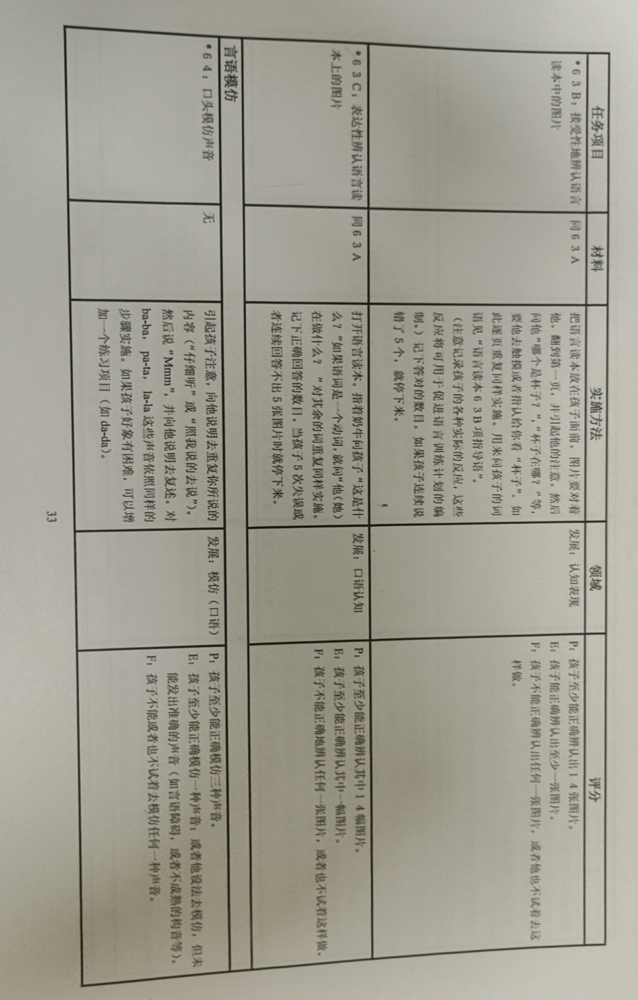 任务项目 材料 实施方法 领域 评分
*63B：接受性地辨认语言
读本中的图片
同63A
把语言读本放在孩子面前，图片要对着
他。翻到第一页，并引起他的注意。然后
问他“哪个是杯子？”，“杯子在哪？”等，
要他去触摸或者指认给你看“杯子”。如
此逐页重复同样实施。用来问孩子的词
语见“语言读本63B项指导语”。
（注意记录孩子的各种实际的反应，这些
反应将可用于促进语言训练计划的编
制。）记下答对的数目。如果孩子连续说
错了5个，就停下来。
发展：认知表现
P：孩子至少能正确辨认出14张图片。
E：孩子能正确辨认出至少一张图片。
F：孩子不能正确辨认出任何一张图片，或者他也不试着去这
样做。
*63C：表达性辨认语言读
本上的图片
同63A
打开语言读本。指着奶牛问孩子“这是什
么？”如果语词是一个动词，就问“他（她）
在做什么？”对其余的词重复同样实施。
记下正确回答的数目。当孩子5次失误或
者连续回答不出5张图片时就停下来。
发展：口语认知
P：孩子至少能正确辨认其中14幅图片。
E：孩子至少能正确辨认其中一幅图片。
F：孩子不能正确地辨认任何一张图片，或者也不试着这样做。
言语模仿
*64：口头模仿声音
无
引起孩子注意，向他说明去重复你所说的
内容（“仔细听”或“照我说的去说”）。
然后说“Mmm”，并向他说明去复述。对
ba-ba，pa-ta，la-la这些声音依照同样的
步骤实施。如果孩子好象有困难，可以增
加一个练习项目（如da-da）。
发展：模仿（口语）
P：孩子至少能正确模仿三种声音。
E：孩子至少能正确模仿一种声音；或者他设法去模仿，但未
能发出准确的声音（如言语障碍，或者不成熟的构音等）。
F：孩子不能或者也不试着去模仿任何一种声音。
33